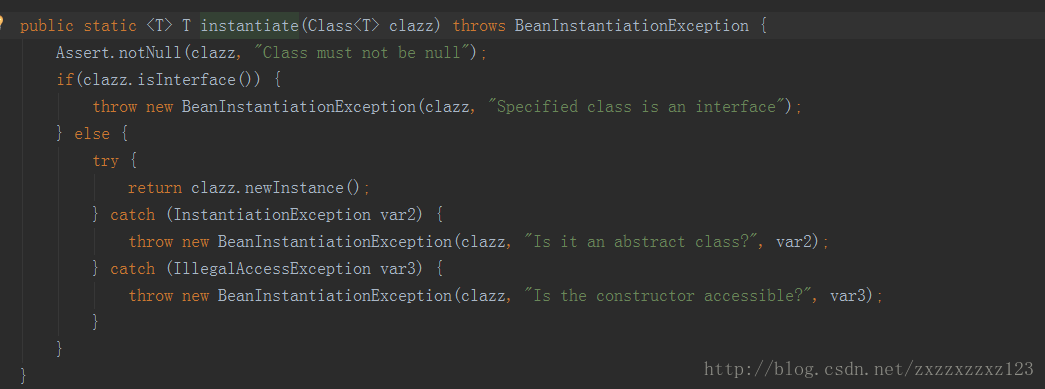 public static <T> T instantiate(Class<T> clazz) throws BeanInstantiationException {
Assert.notNull(clazz, "Class must not be null");
if(clazz.isInterface()) {
throw new BeanInstantiationException(clazz, "Specified class is an interface");
} else {
try {
return clazz.newInstance();
} catch (InstantiationException var2) {
throw new BeanInstantiationException(clazz, "Is it an abstract class?", var2);
} catch (IllegalAccessException var3) {
throw new BeanInstantiationException(clazz, "Is the constructor accessible?", var3);
}
}
}
http://blog.csdn.net/zxzzxzzxz123